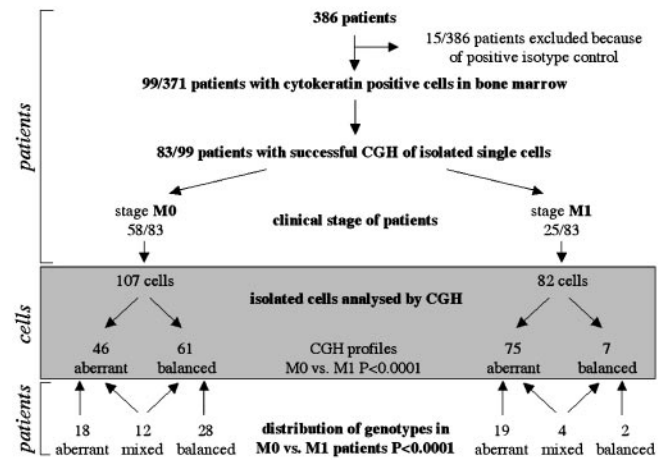 386 patients
15/386 patients excluded because
of positive isotype control
99/371 patients with cytokeratin positive cells in bone marrow
83/99 patients with successful CGH of isolated single cells
patients
stage M0
58/83
clinical stage of patients
stage M1
25/83
cells
107 cells
isolated cells analysed by CGH
82 cells
46
aberrant
61
balanced
CGH profiles
M0 vs. M1 P<0.0001
75
aberrant
7
balanced
patients
18
aberrant
12
mixed
28
balanced
distribution of genotypes in
M0 vs. M1 patients P<0.0001
19
aberrant
4
mixed
2
balanced